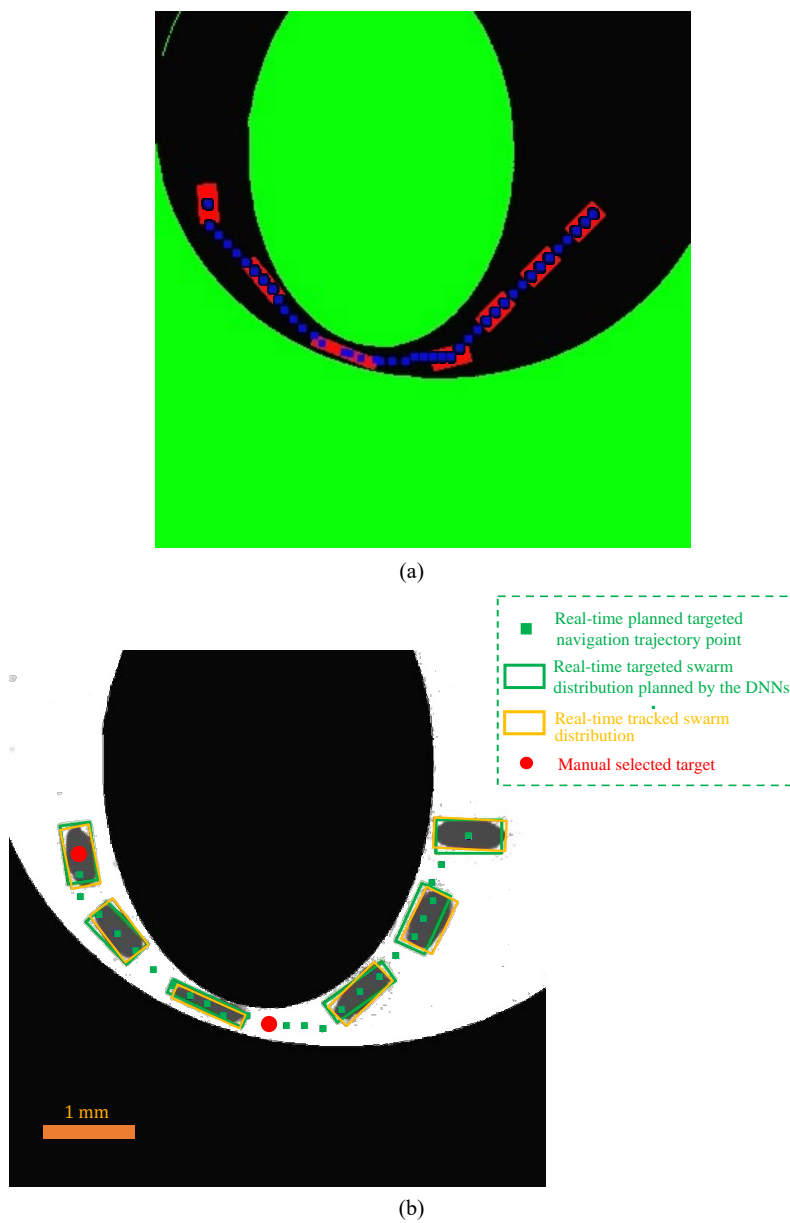 (a)
Real-time planned targeted
navigation trajectory point
Real-time targeted swarm
distribution planned by the DNNs
Real-time tracked swarm
distribution
Manual selected target
1 mm
(b)